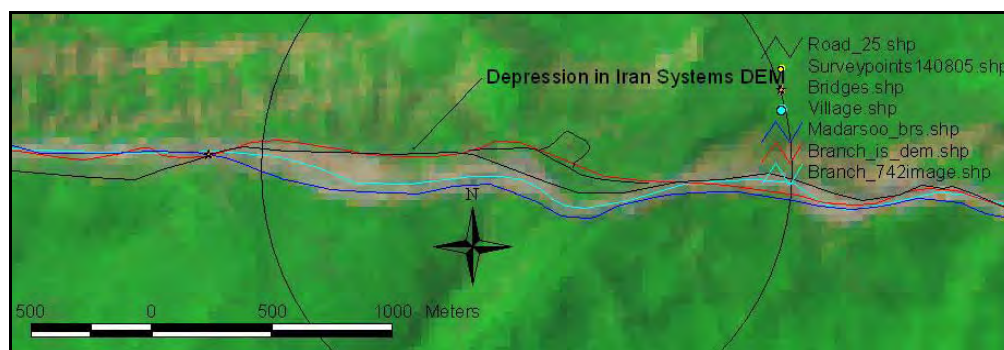 Road_25.shp
Surveypoints140805.shp
Bridges.shp
Village.shp
Madarsoo_brs.shp
Branch_is_dem.shp
Branch_742image.shp
Depression in Iran Systems DEM
N
500 0 500 1000 Meters